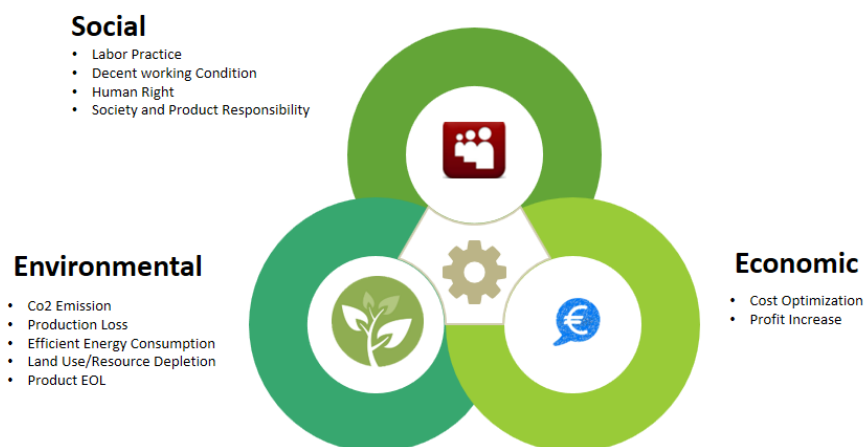 Social
• Labor Practice
• Decent working Condition
• Human Right
• Society and Product Responsibility
Environmental
• Co2 Emission
• Production Loss
• Efficient Energy Consumption
• Land Use/Resource Depletion
• Product EOL
Economic
• Cost Optimization
• Profit Increase
€